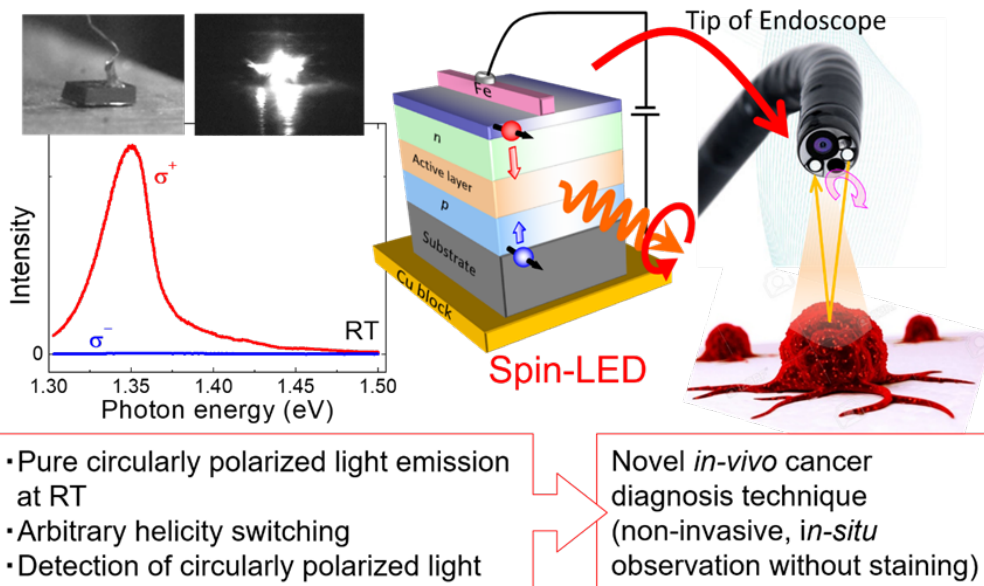 Tip of Endoscope
Fe
n
Active layer
p
Substrate
Cu block
Spin-LED
Intensity
σ+
σ−
RT
0
1.30 1.35 1.40 1.45 1.50
Photon energy (eV)
・Pure circularly polarized light emission
at RT
・Arbitrary helicity switching
・Detection of circularly polarized light
Novel in-vivo cancer
diagnosis technique
(non-invasive, in-situ
observation without staining)